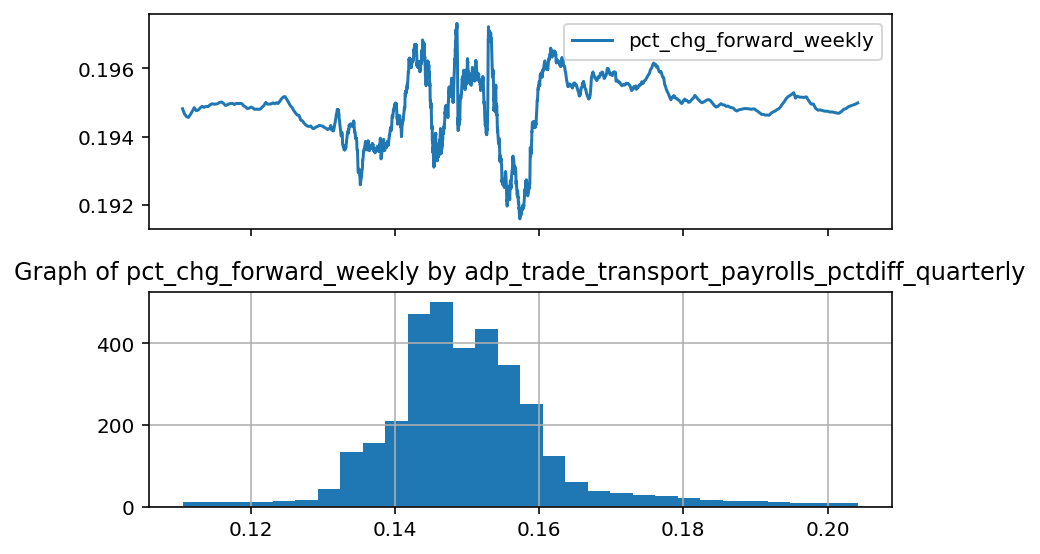 pct_chg_forward_weekly
0.196
0.194
0.192
Graph of pct_chg_forward_weekly by adp_trade_transport_payrolls_pctdiff_quarterly
400
200
0
0.12 0.14 0.16 0.18 0.20